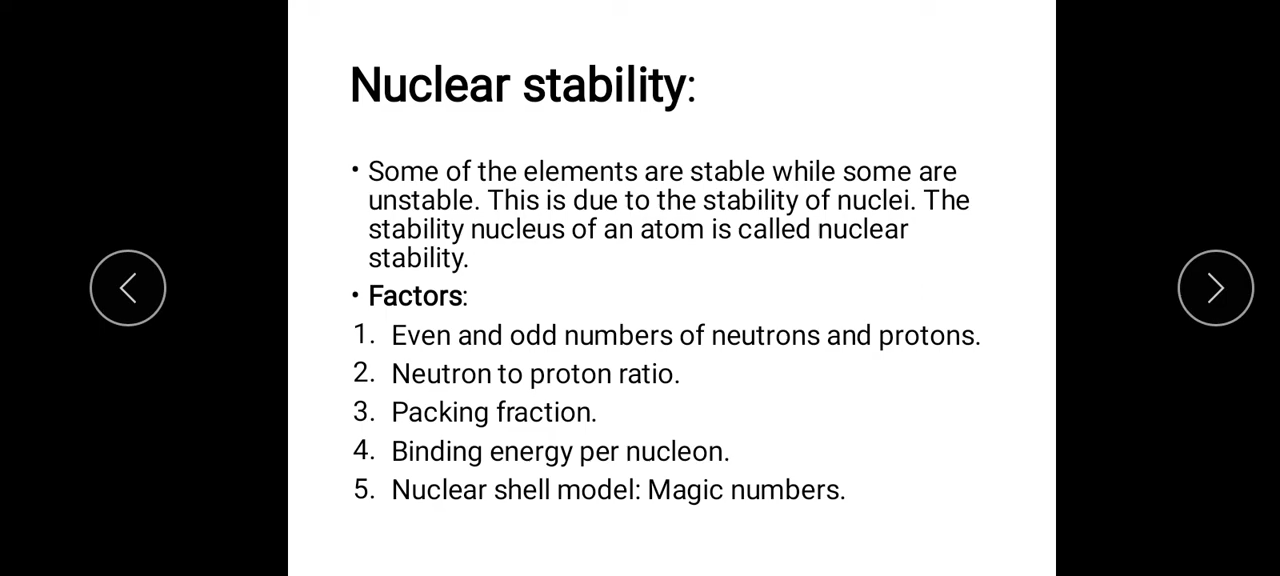 Nuclear stability:
• Some of the elements are stable while some are
unstable. This is due to the stability of nuclei. The
stability nucleus of an atom is called nuclear
stability.
• Factors:
1. Even and odd numbers of neutrons and protons.
2. Neutron to proton ratio.
3. Packing fraction.
4. Binding energy per nucleon.
5. Nuclear shell model: Magic numbers.